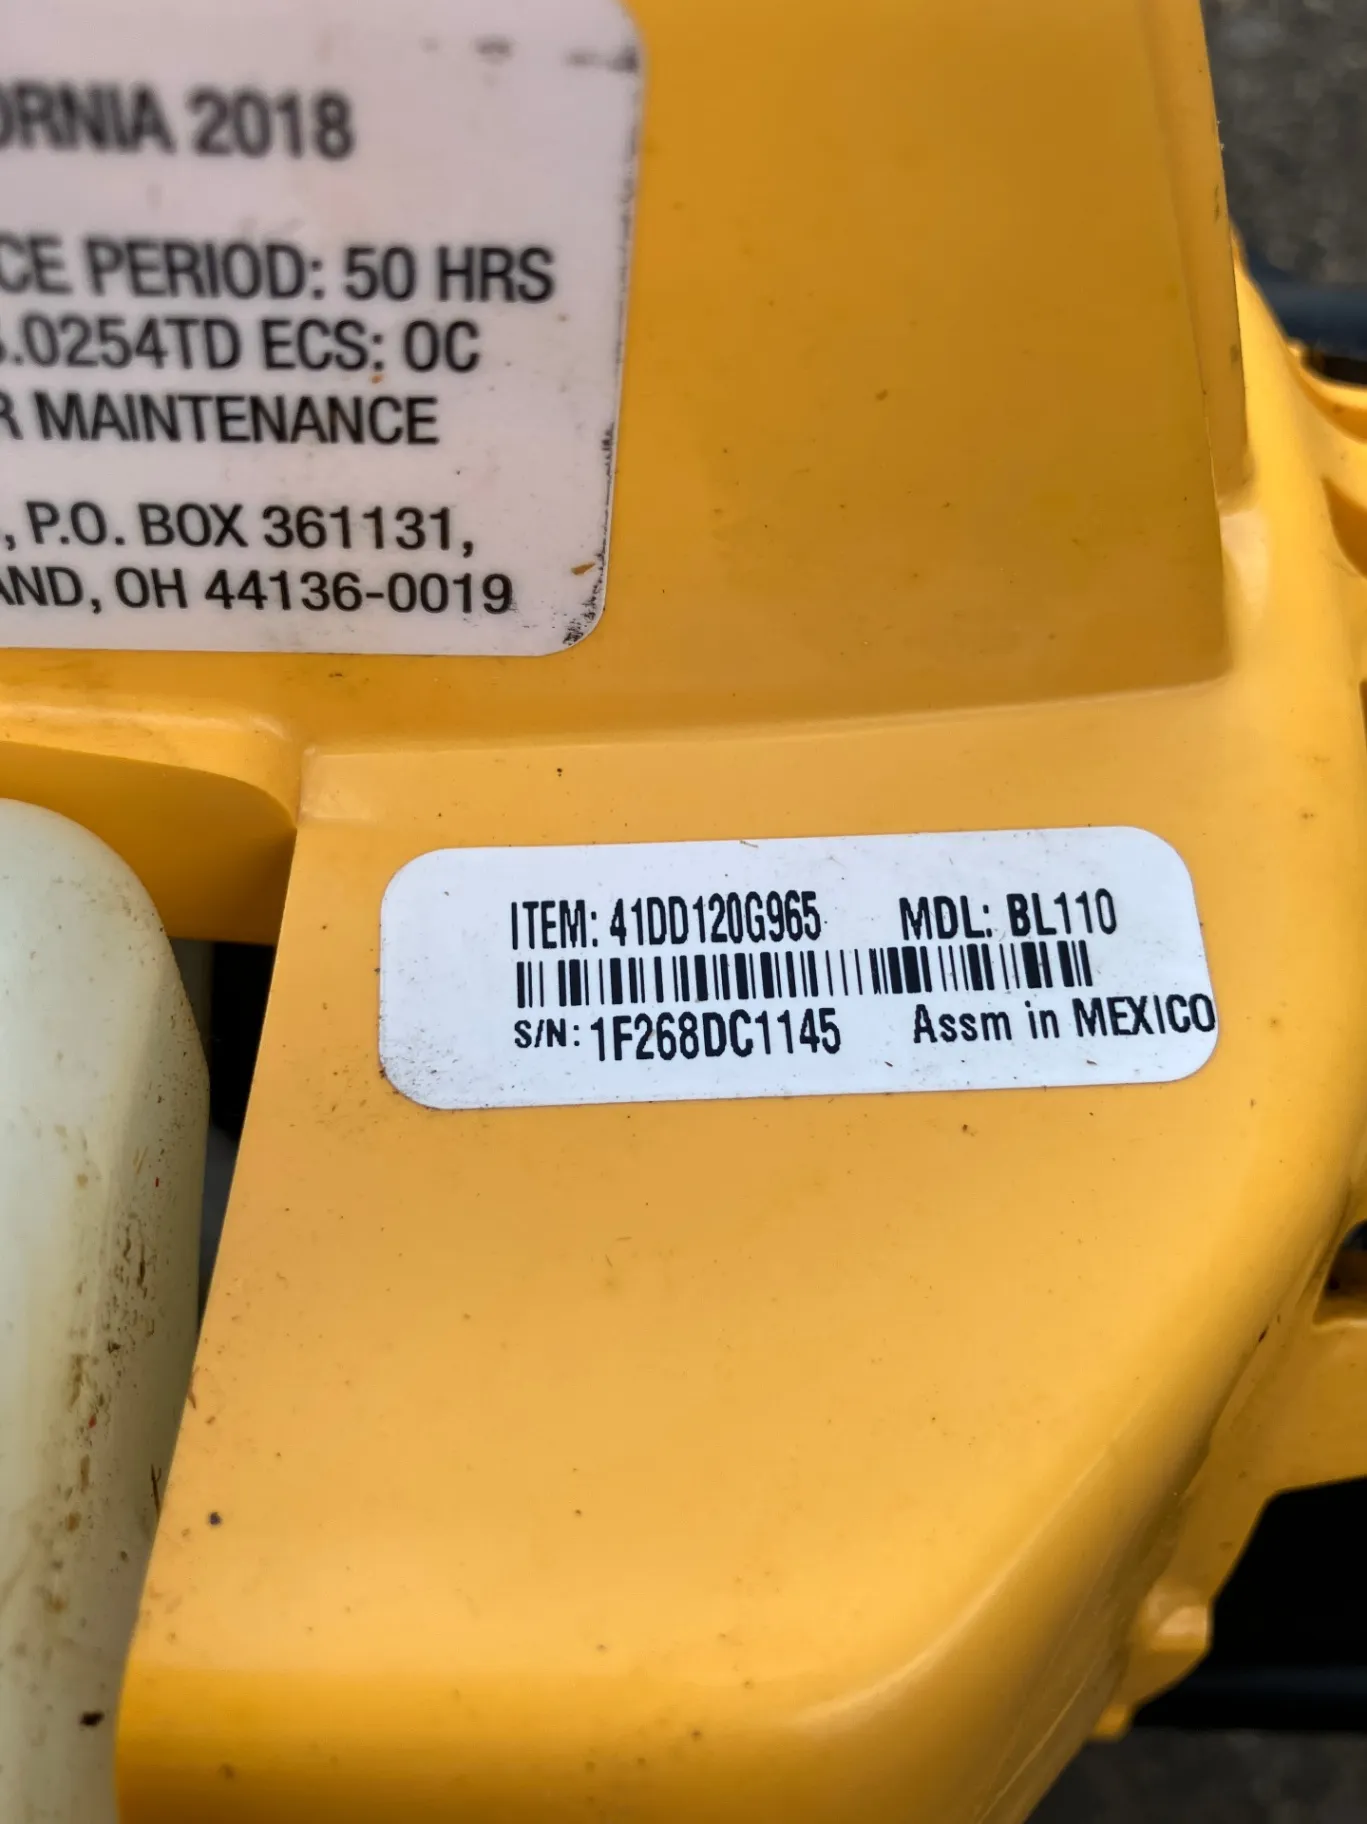 ORNIA 2018
CE PERIOD: 50 HRS
.0254TD ECS: OC
R MAINTENANCE
, P.O. BOX 361131,
AND, OH 44136-0019
ITEM: 41DD120G965 MDL: BL110
S/N: 1F268DC1145 Assm in MEXICO